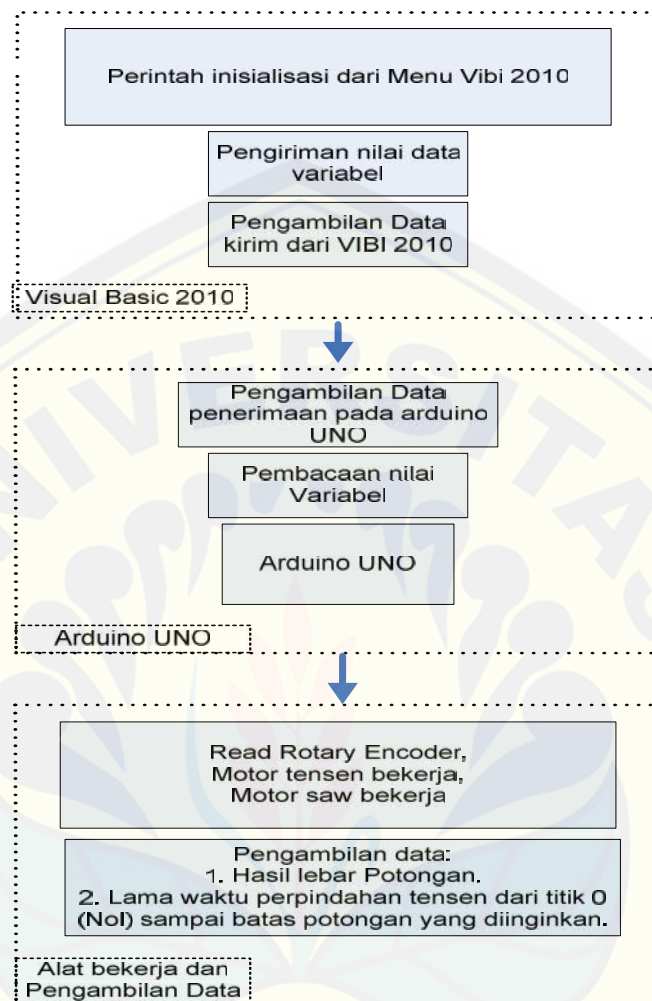 Perintah inisialisasi dari Menu Vibi 2010
Pengiriman nilai data
variabel
Pengambilan Data
kirim dari VIBI 2010
Visual Basic 2010
Pengambilan Data
penerimaan pada arduino
UNO
Pembacaan nilai
Variabel
Arduino UNO
Arduino UNO
Read Rotary Encoder,
Motor tensen bekerja,
Motor saw bekerja
Pengambilan data:
1. Hasil lebar Potongan.
2. Lama waktu perpindahan tensen dari titik 0
(Nol) sampai batas potongan yang diinginkan.
Alat bekerja dan
Pengambilan Data
UNIVERSITAS